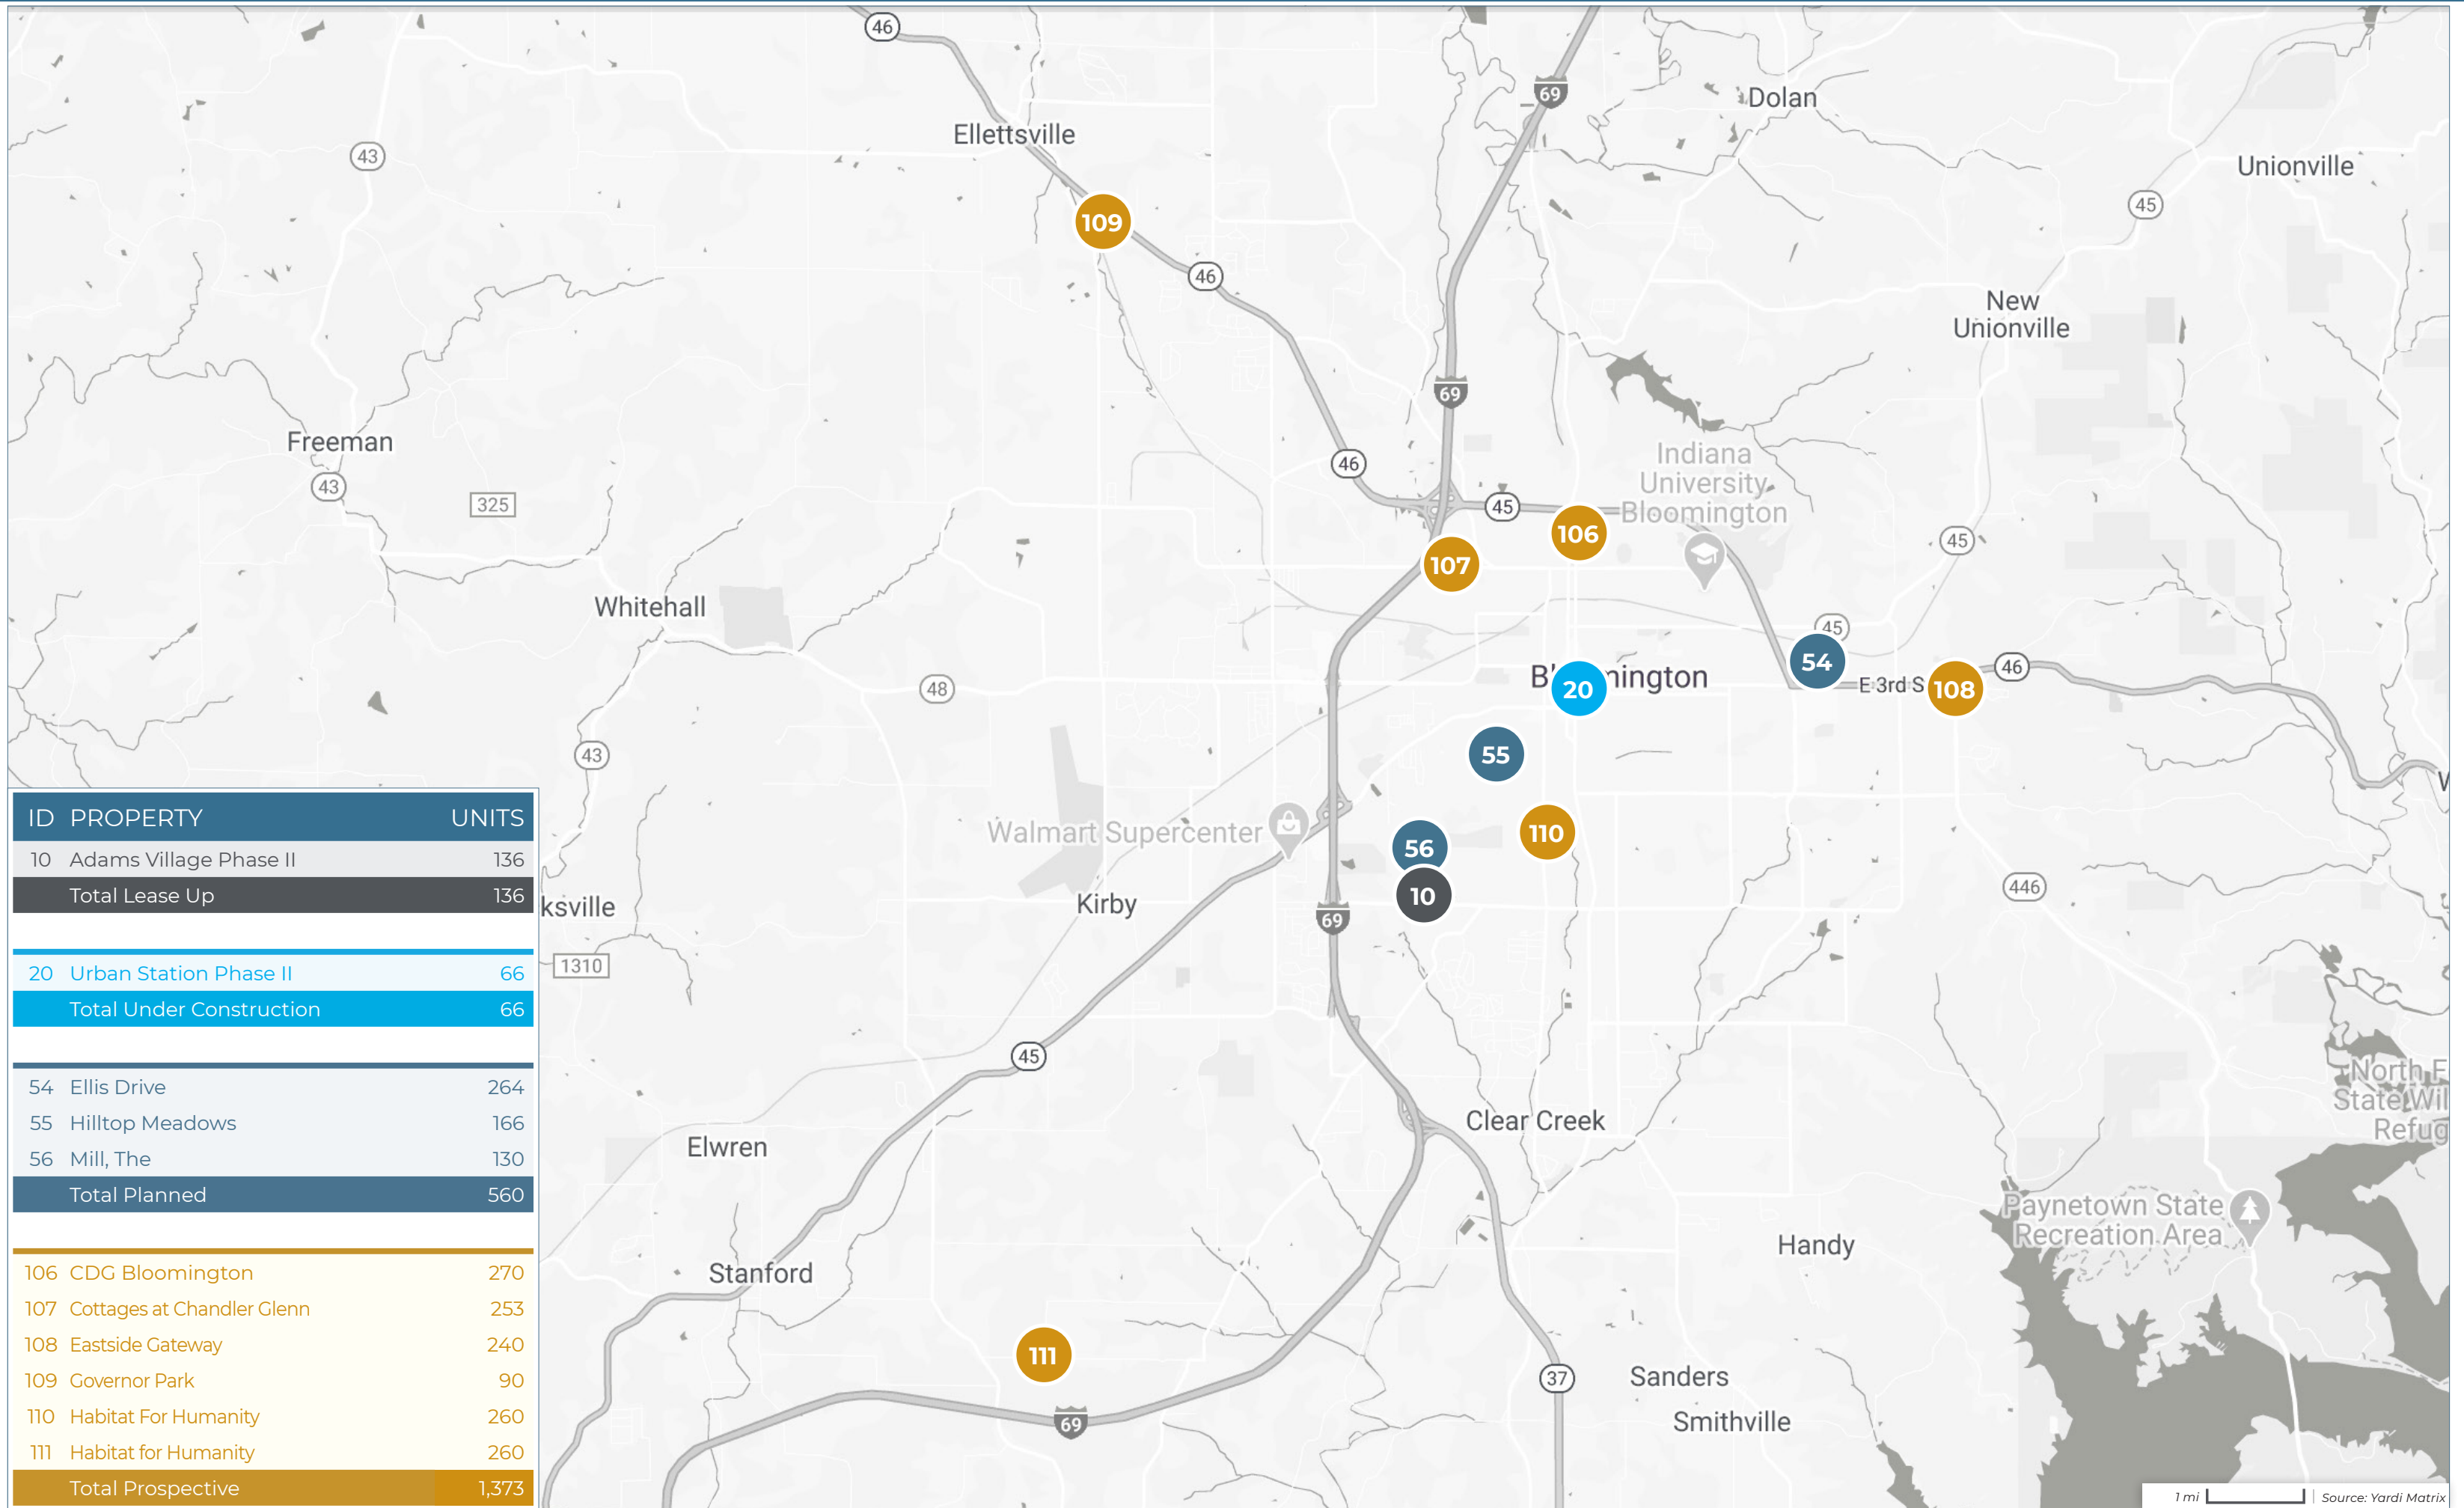 46
69
Dolan
Ellettsville
43
Unionville
45
109
46
New
Unionville
69
Freeman
46
Indiana
University
Bloomington
43
325
45
106
45
107
Whitehall
45
54
46
B
mington
20
E 3rd S
108
48
43
55
Walmart Supercenter
110
56
10
446
ksville
Kirby
69
1310
45
North F
State Wil
Refug
Clear Creek
Elwren
Paynetown State
Recreation Area
Handy
Stanford
111
37
Sanders
69
Smithville
ID PROPERTY UNITS
10 Adams Village Phase II 136
Total Lease Up 136
20 Urban Station Phase II 66
Total Under Construction 66
54 Ellis Drive 264
55 Hilltop Meadows 166
56 Mill, The 130
Total Planned 560
106 CDG Bloomington 270
107 Cottages at Chandler Glenn 253
108 Eastside Gateway 240
109 Governor Park 90
110 Habitat For Humanity 260
111 Habitat for Humanity 260
Total Prospective 1,373
1 mi
Source: Yardi Matrix